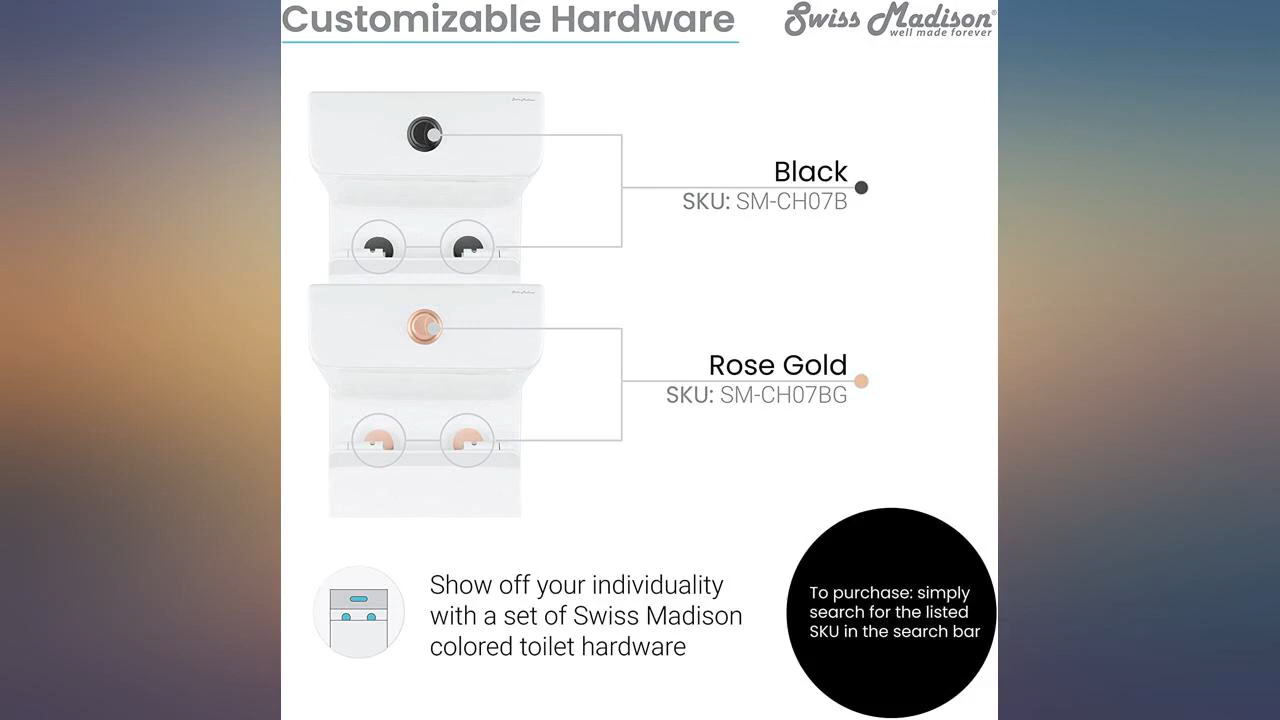 Customizable Hardware
Swiss Madison®
well made forever
Black
SKU: SM-CH07B
Rose Gold
SKU: SM-CH07BG
Show off your individuality
with a set of Swiss Madison
colored toilet hardware
To purchase: simply
search for the listed
SKU in the search bar